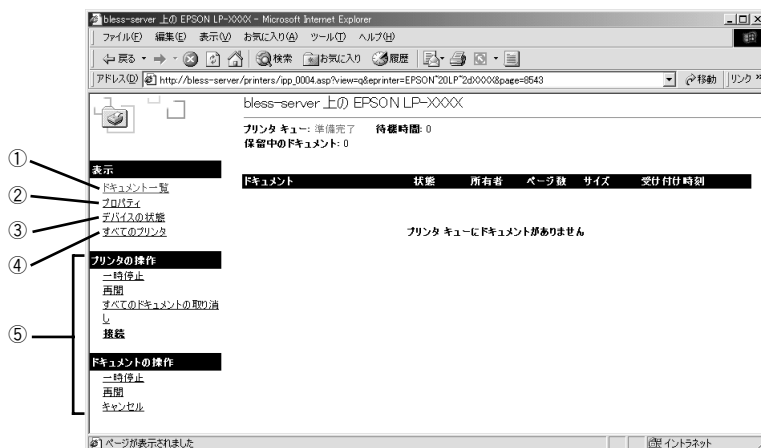 bless-server 上の EPSON LP-XXXX - Microsoft Internet Explorer
ファイル(F) 編集(E) 表示(V) お気に入り(A) ツール(T) ヘルプ(H)
戻る 検索 お気に入り 履歴
アドレス(D) http://bless-server/printers/ipp_0004.asp?view=q&eprinter=EPSON~20LP~2dXXXX&page=8543 移動 リンク »
bless-server 上の EPSON LP-XXXX
プリンタ キュー: 準備完了 待機時間: 0
保留中のドキュメント: 0
ドキュメント 状態 所有者 ページ数 サイズ 受け付け時刻
プリンタ キューにドキュメントがありません
表示
① ドキュメント一覧
② プロパティ
③ デバイスの状態
④ すべてのプリンタ
⑤
プリンタの操作
一時停止
再開
すべてのドキュメントの取り消
し
接続
ドキュメントの操作
一時停止
再開
キャンセル
ページが表示されました イントラネット